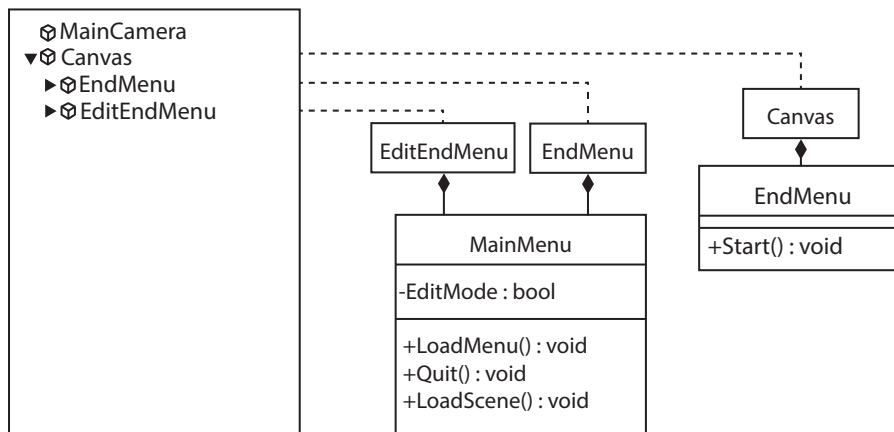 MainCamera
Canvas
EndMenu
EditEndMenu
EditEndMenu
EndMenu
Canvas
MainMenu
-EditMode : bool
+LoadMenu() : void
+Quit() : void
+LoadScene() : void
EndMenu
+Start() : void